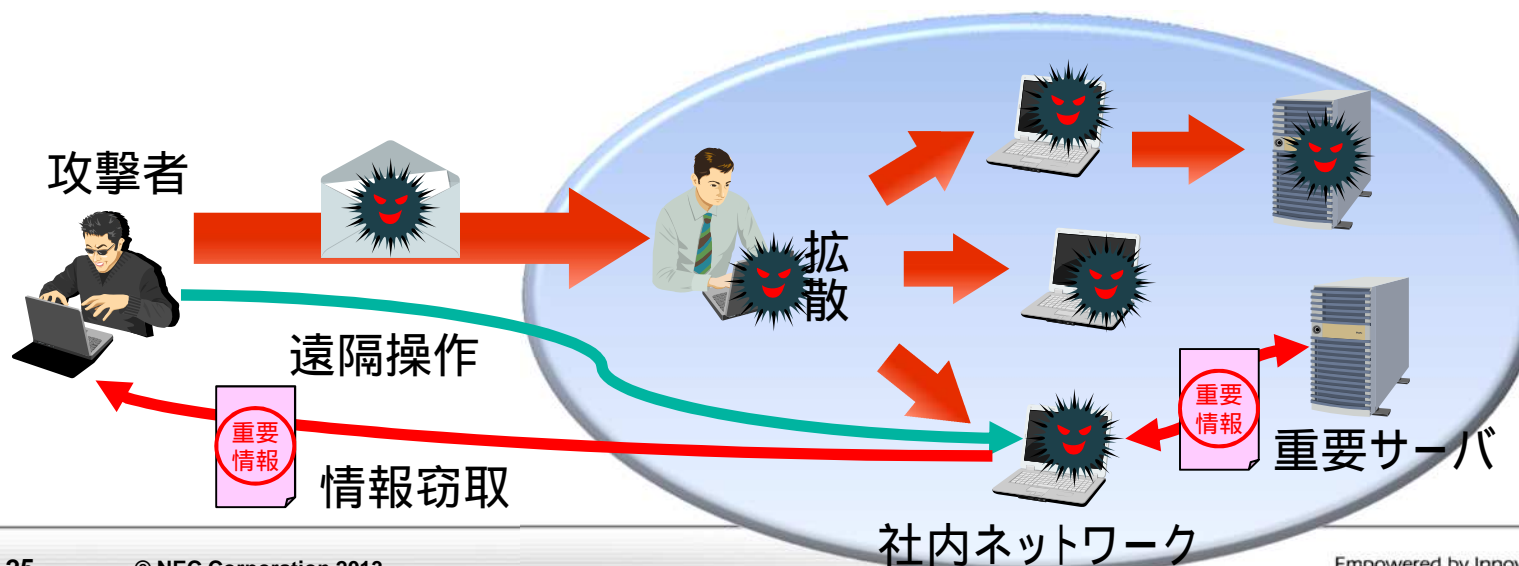 攻撃者
拡
散
遠隔操作
重要
情報
情報窃取
重要
情報
重要サーバ
社内ネットワーク
25
© NEC Corporation 2013
Empowered by